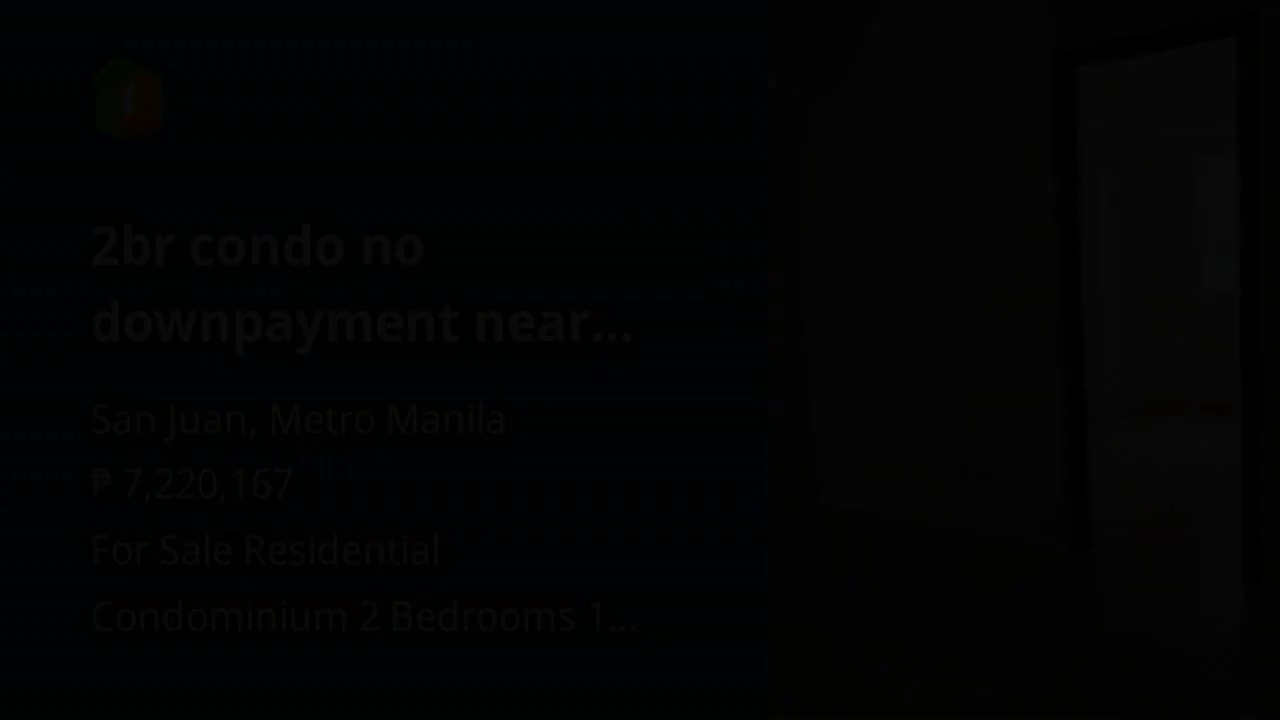 2br condo no
downpayment near...
San Juan, Metro Manila
₱ 7,220,167
For Sale Residential
Condominium 2 Bedrooms 1...